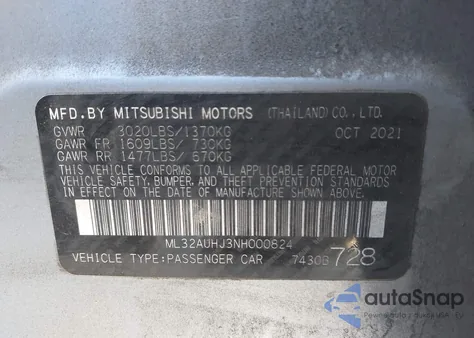 MFD.BY MITSUBISHI MOTORS (THAILAND) CO., LTD.
GVWR 3020LBS/1370KG OCT 2021
GAWR FR 1609LBS/ 730KG
GAWR RR 1477LBS/ 670KG
THIS VEHICLE CONFORMS TO ALL APPLICABLE FEDERAL MOTOR
VEHICLE SAFETY, BUMPER, AND THEFT PREVENTION STANDARDS
IN EFFECT ON THE DATE OF MANUFACTURE SHOWN ABOVE.
ML32AUHJ3NH000624
VEHICLE TYPE:PASSENGER CAR 7430B 728
autoSnap